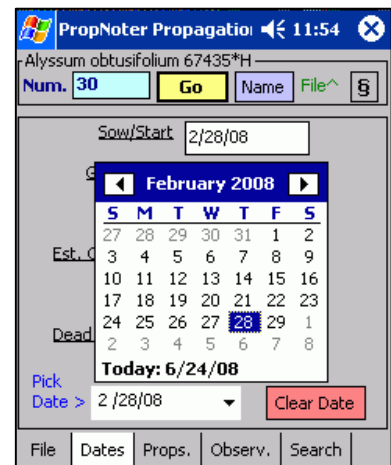 PropNoter Propagatio 11:54
Alyssum obtusifolium 67435*H
Num. 30 Go Name File^ §
Sow/Start 2/28/08
G
February 2008
S M T W T F S
27 28 29 30 31 1 2
Est. C 3 4 5 6 7 8 9
10 11 12 13 14 15 16
17 18 19 20 21 22 23
Dead 24 25 26 27 28 29 1
2 3 4 5 6 7 8
Today: 6/24/08
Pick
Date > 2 /28/08 Clear Date
File Dates Props. Observ. Search